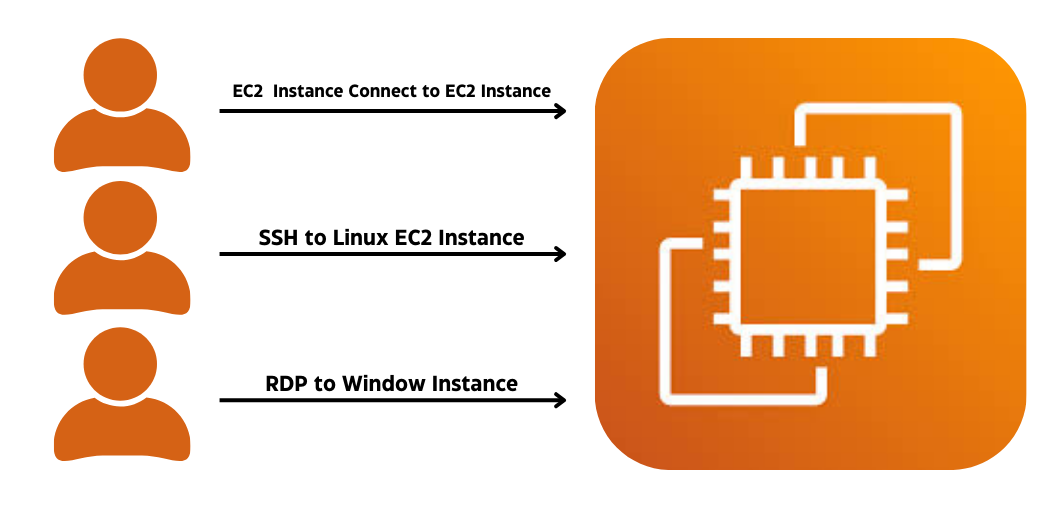 EC2 Instance Connect to EC2 Instance
SSH to Linux EC2 Instance
RDP to Window Instance